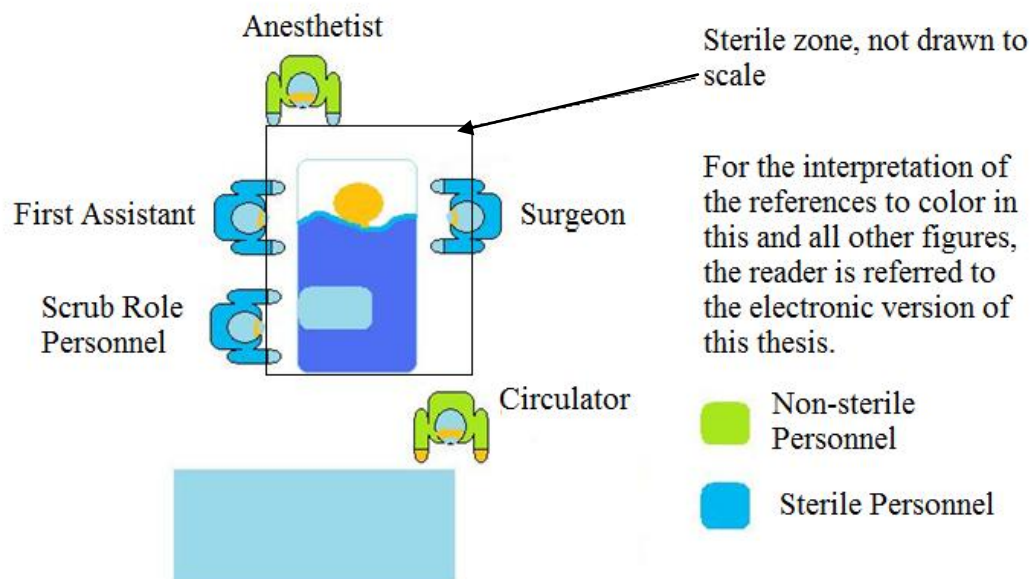 Anesthetist
Sterile zone, not drawn to
scale
First Assistant
Surgeon
For the interpretation of
the references to color in
this and all other figures,
the reader is referred to
the electronic version of
this thesis.
Scrub Role
Personnel
Circulator
Non-sterile
Personnel
Sterile Personnel